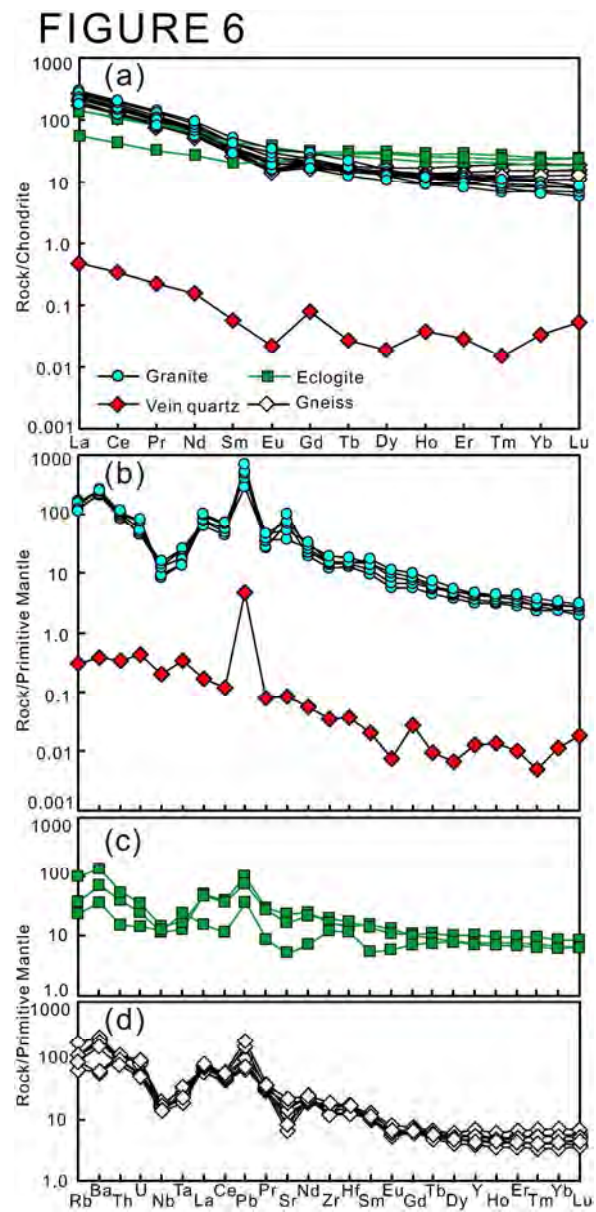 FIGURE 6
(a)
1000
100
10
1.0
0.1
0.01
0.001
Rock/Chondrite
Granite
Eclogite
Vein quartz
Gneiss
La Ce Pr Nd Sm Eu Gd Tb Dy Ho Er Tm Yb Lu
(b)
1000
100
10
1.0
0.1
0.01
0.001
Rock/Primitive Mantle
(c)
1000
100
10
1.0
Rock/Primitive Mantle
(d)
1000
100
10
1.0
Rock/Primitive Mantle
Rb Ba Th U Nb Ta La Ce Pb Pr Sr Nd Zr Hf Sm Eu Gd Tb Dy Y Ho Er Tm Yb Lu